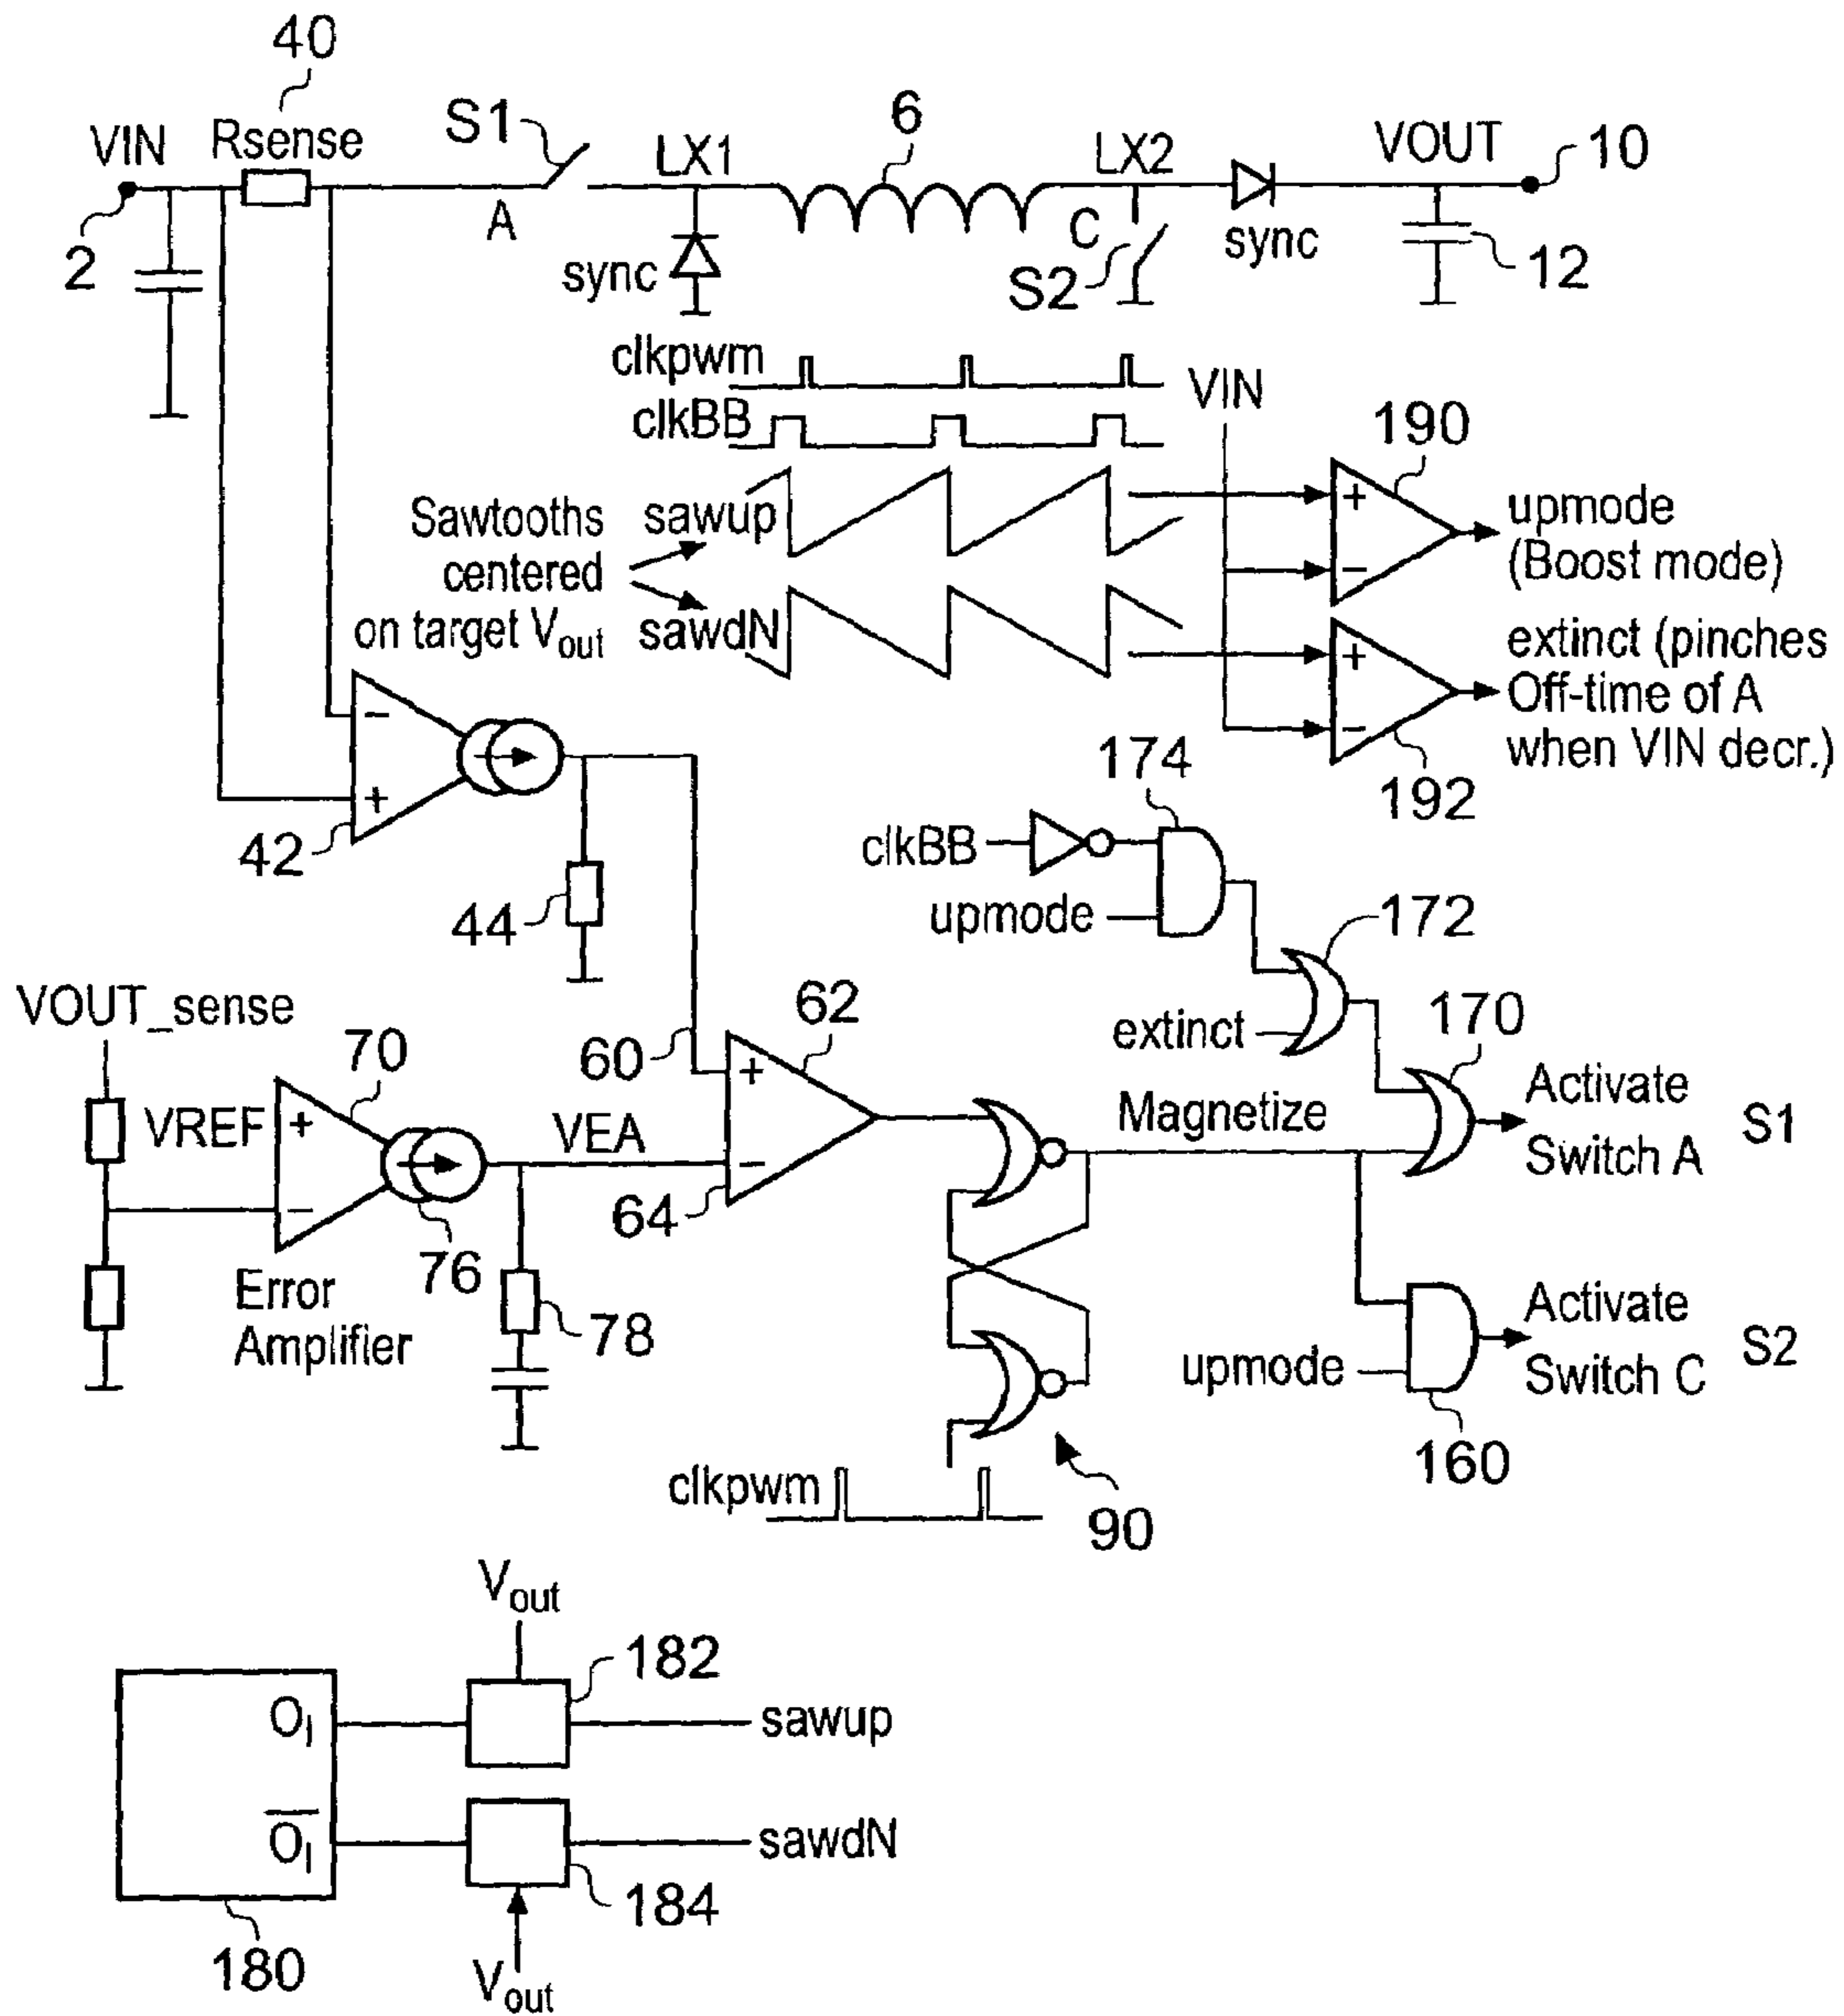 40
VIN
Rsense
S1
LX1
6
LX2
VOUT
10
2
A
sync
C
S2
sync
12
clkpwm
clkBB
VIN
190
Sawtooths
centered
on target Vout
sawup
sawdN
+
−
upmode
(Boost mode)
+
−
extinct (pinches
Off-time of A
when VIN decr.)
192
−
+
42
44
174
clkBB
upmode
172
extinct
170
VOUT_sense
70
VREF
+
−
Error
Amplifier
76
VEA
78
60
62
+
−
64
Magnetize
Activate
Switch A
S1
upmode
Activate
Switch C
S2
160
clkpwm
90
Vout
182
O1
sawup
O1
sawdN
184
180
Vout